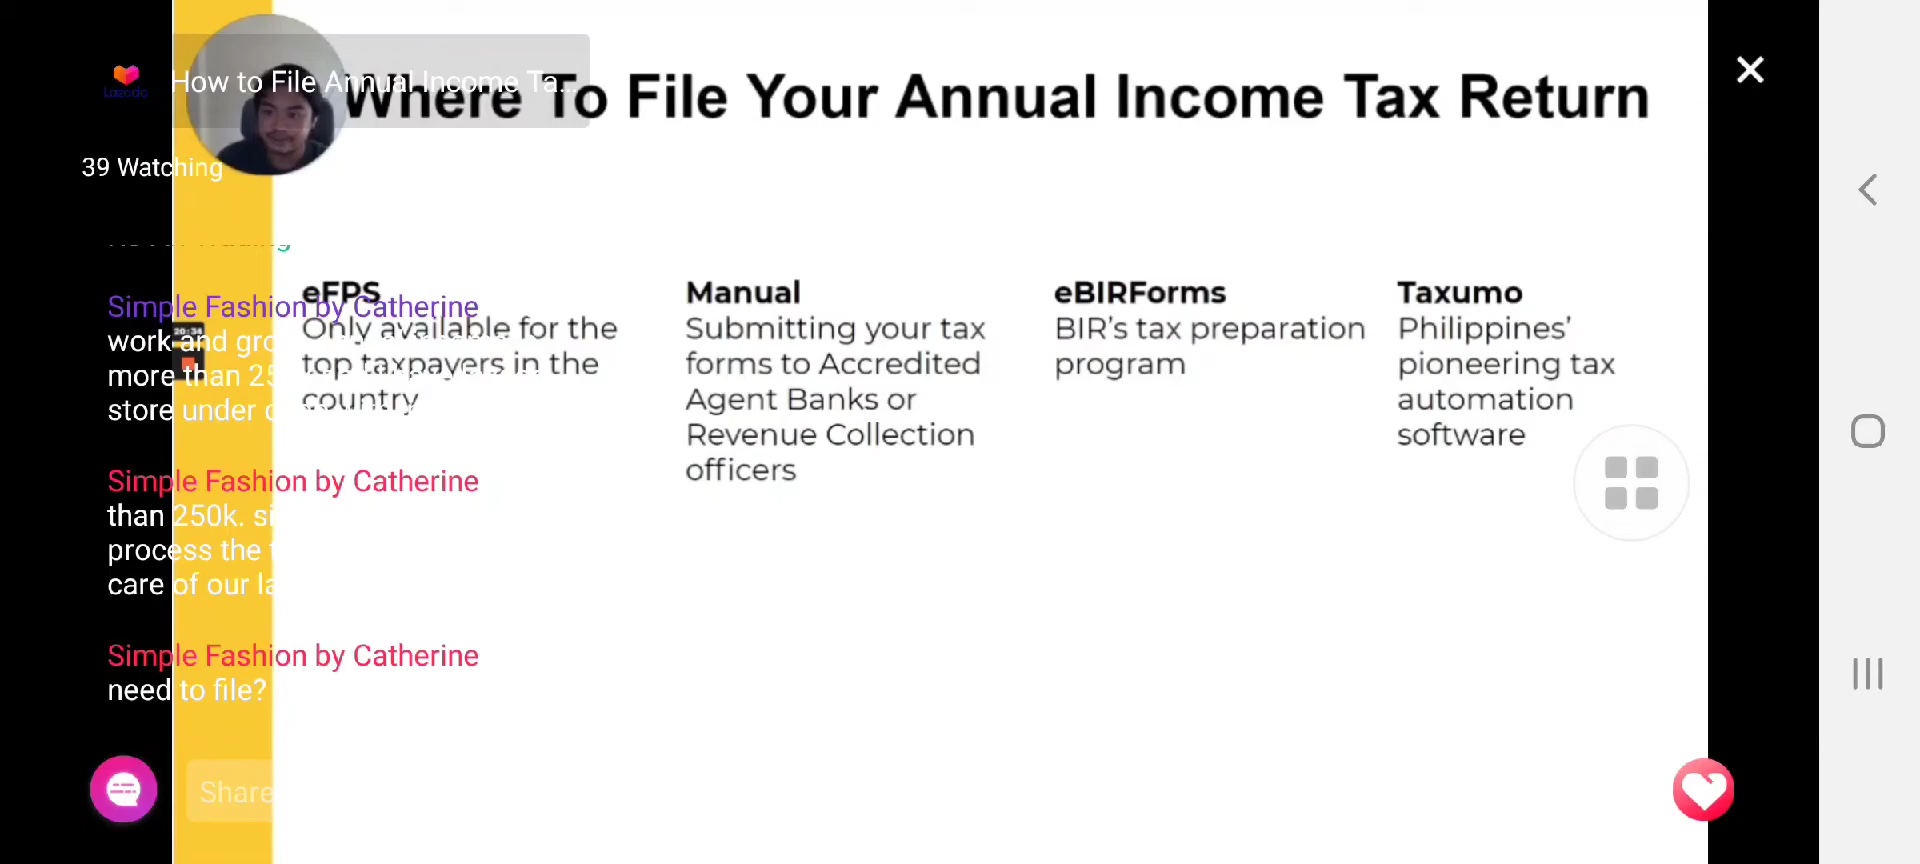 Lazada
How to File Annual Income Ta...
Where To File Your Annual Income Tax Return
39 Watching
eFPS
Only available for the
top taxpayers in the
country
Manual
Submitting your tax
forms to Accredited
Agent Banks or
Revenue Collection
officers
eBIRForms
BIR's tax preparation
program
Taxumo
Philippines'
pioneering tax
automation
software
Simple Fashion by Catherine
work and
more than
store under
20:34
Simple Fashion by Catherine
than 250k.
process the
care of our
Simple Fashion by Catherine
need to file?
Share